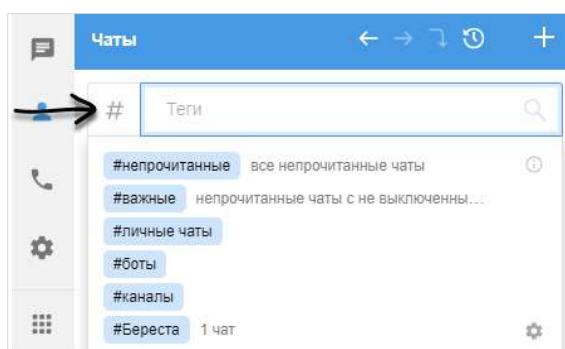 Чаты
# Теги
#непрочитанные все непрочитанные чаты
#важные непрочитанные чаты с не выключенны...
#личные чаты
#боты
#каналы
#Береста 1 чат